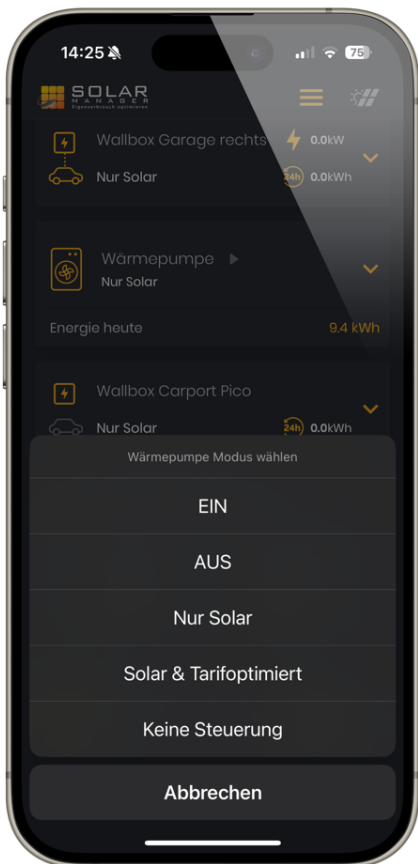 14:25
75
SOLAR
MANAGER
Eigenverbrauch optimieren
Wallbox Garage rechts
0.0kW
Nur Solar
24h
0.0kWh
Wärmepumpe
Nur Solar
Energie heute
9.4 kWh
Wallbox Carport Pico
Nur Solar
24h
0.0kWh
Wärmepumpe Modus wählen
EIN
AUS
Nur Solar
Solar & Tarifoptimiert
Keine Steuerung
Abbrechen